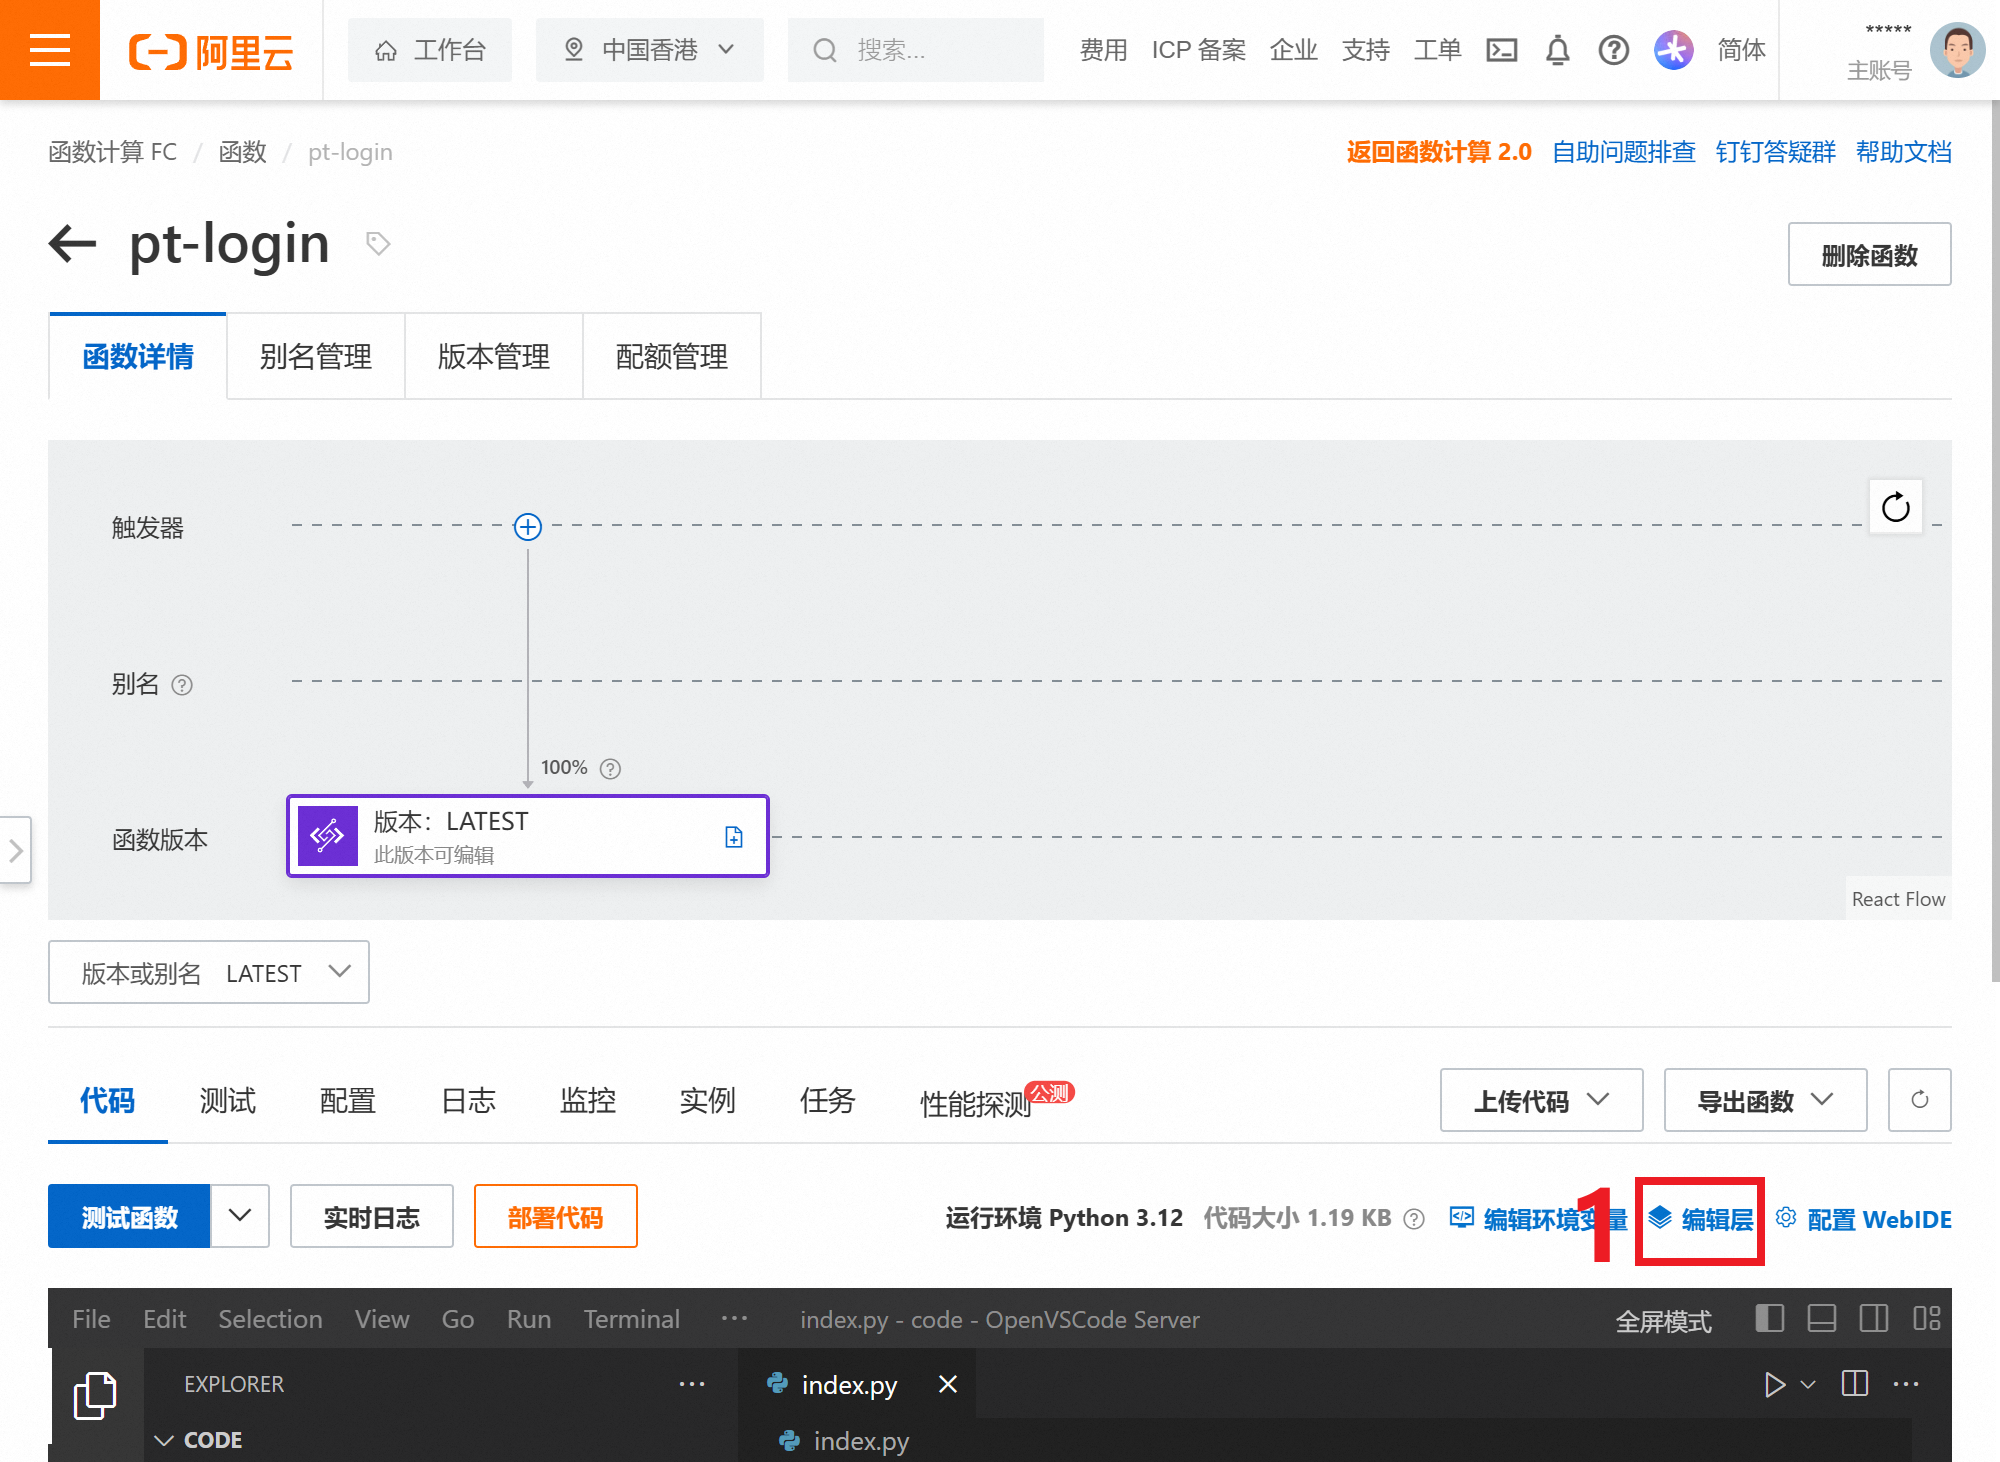 阿里云
工作台
中国香港
搜索...
费用
ICP 备案
企业
支持
工单
简体
*****
主账号
函数计算 FC / 函数 / pt-login
返回函数计算 2.0
自助问题排查
钉钉答疑群
帮助文档
pt-login
删除函数
函数详情
别名管理
版本管理
配额管理
触发器
别名
100%
函数版本
版本：LATEST
此版本可编辑
React Flow
版本或别名 LATEST
代码
测试
配置
日志
监控
实例
任务
性能探测
公测
上传代码
导出函数
测试函数
实时日志
部署代码
运行环境 Python 3.12
代码大小 1.19 KB
编辑环境变量
1
编辑层
配置 WebIDE
File
Edit
Selection
View
Go
Run
Terminal
···
index.py - code - OpenVSCode Server
全屏模式
EXPLORER
···
index.py
···
CODE
index.py